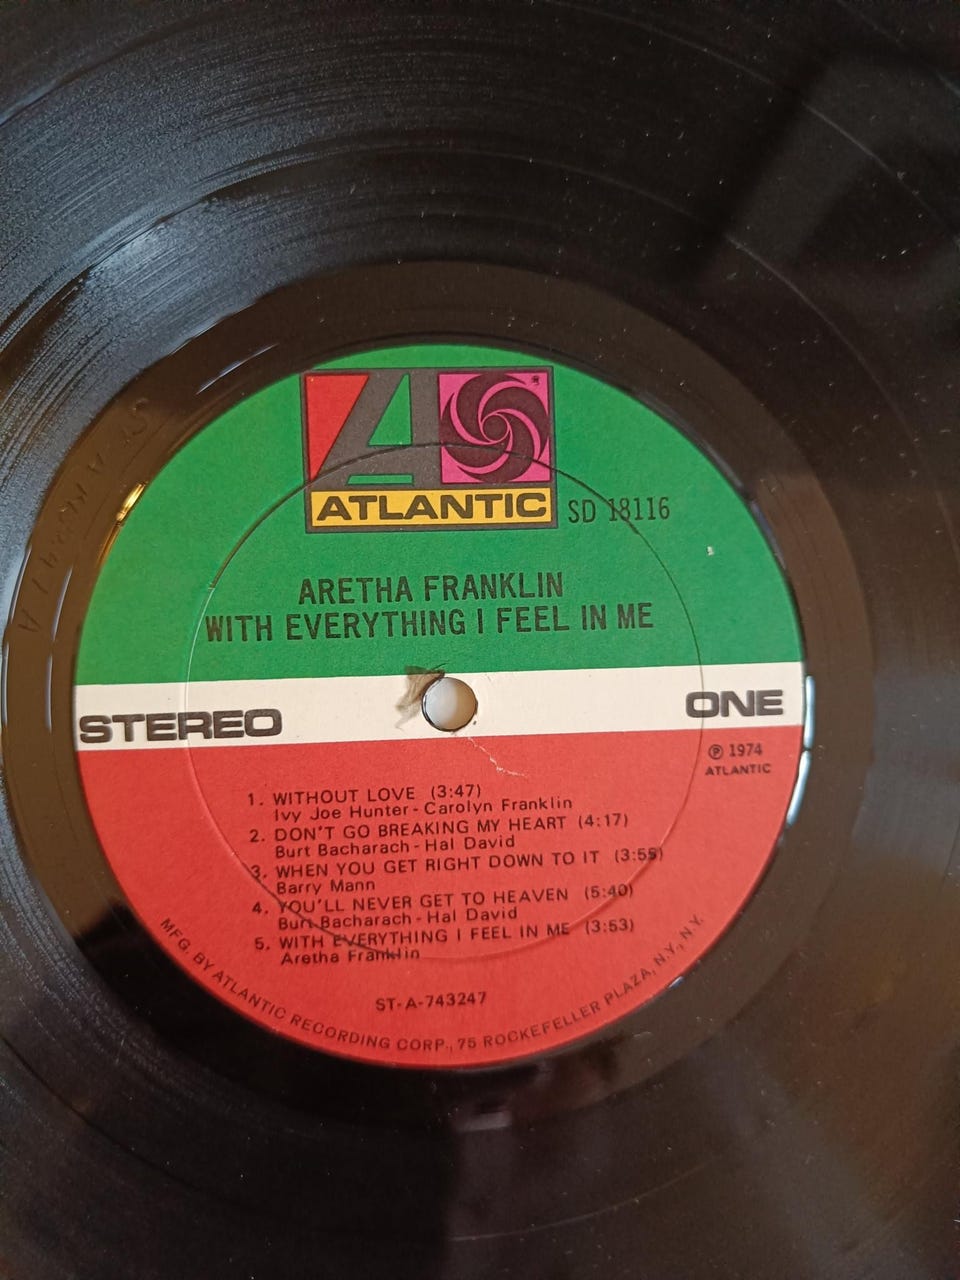 ATLANTIC
SD 18116
ARETHA FRANKLIN
WITH EVERYTHING I FEEL IN ME
STEREO
ONE
℗ 1974
ATLANTIC
1. WITHOUT LOVE (3:47)
Ivy Joe Hunter - Carolyn Franklin
2. DON'T GO BREAKING MY HEART (4:17)
Burt Bacharach - Hal David
3. WHEN YOU GET RIGHT DOWN TO IT (3:55)
Barry Mann
4. YOU'LL NEVER GET TO HEAVEN (5:40)
Burt Bacharach - Hal David
5. WITH EVERYTHING I FEEL IN ME (3:53)
Aretha Franklin
ST-A-743247
MFG. BY ATLANTIC RECORDING CORP., 75 ROCKEFELLER PLAZA, N.Y., N.Y.